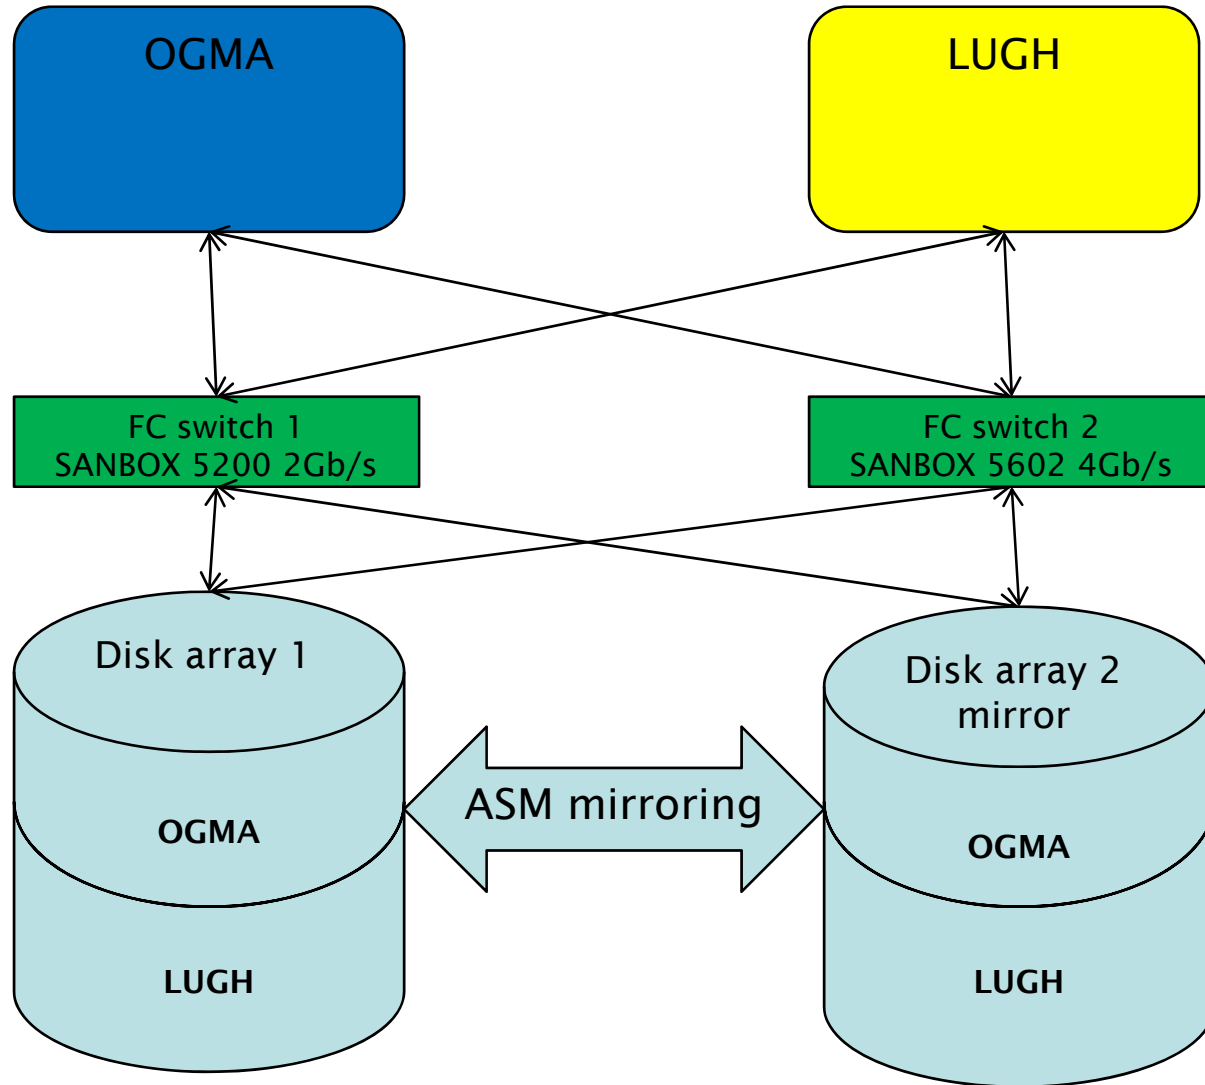 OGMA
LUGH
FC switch 1
SANBOX 5200 2Gb/s
FC switch 2
SANBOX 5602 4Gb/s
Disk array 1
Disk array 2
mirror
ASM mirroring
OGMA
OGMA
LUGH
LUGH